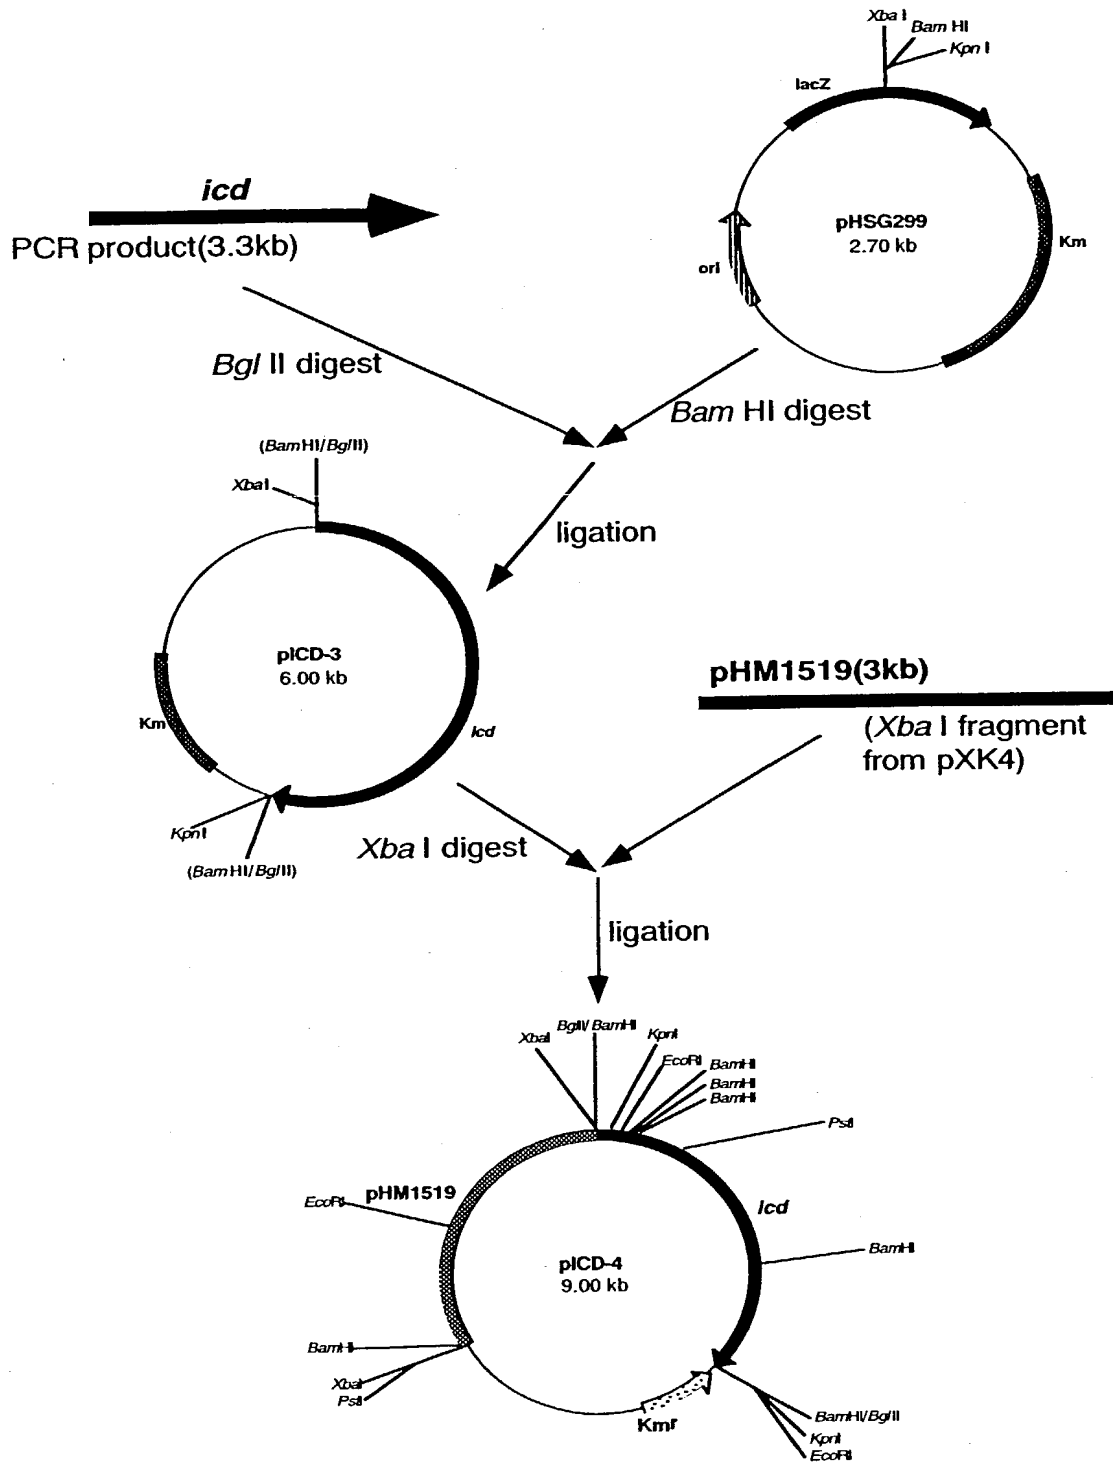 Xba I
Bam HI
Kpn I
lacZ
icd
PCR product(3.3kb)
pHSG299
2.70 kb
Km
ori
Bgl II digest
Bam HI digest
(BamHI/BglII)
XbaI
ligation
pICD-3
6.00 kb
pHM1519(3kb)
(Xba I fragment
from pXK4)
Km
icd
KpnI
(BamHI/BglII)
Xba I digest
ligation
BglII/BamHI
XbaI
KpnI
EcoRI
BamHI
BamHI
BamHI
PstI
pHM1519
EcoRI
icd
BamHI
pICD-4
9.00 kb
BamHI
XbaI
PstI
Kmr
BamHI/BglII
KpnI
EcoRI